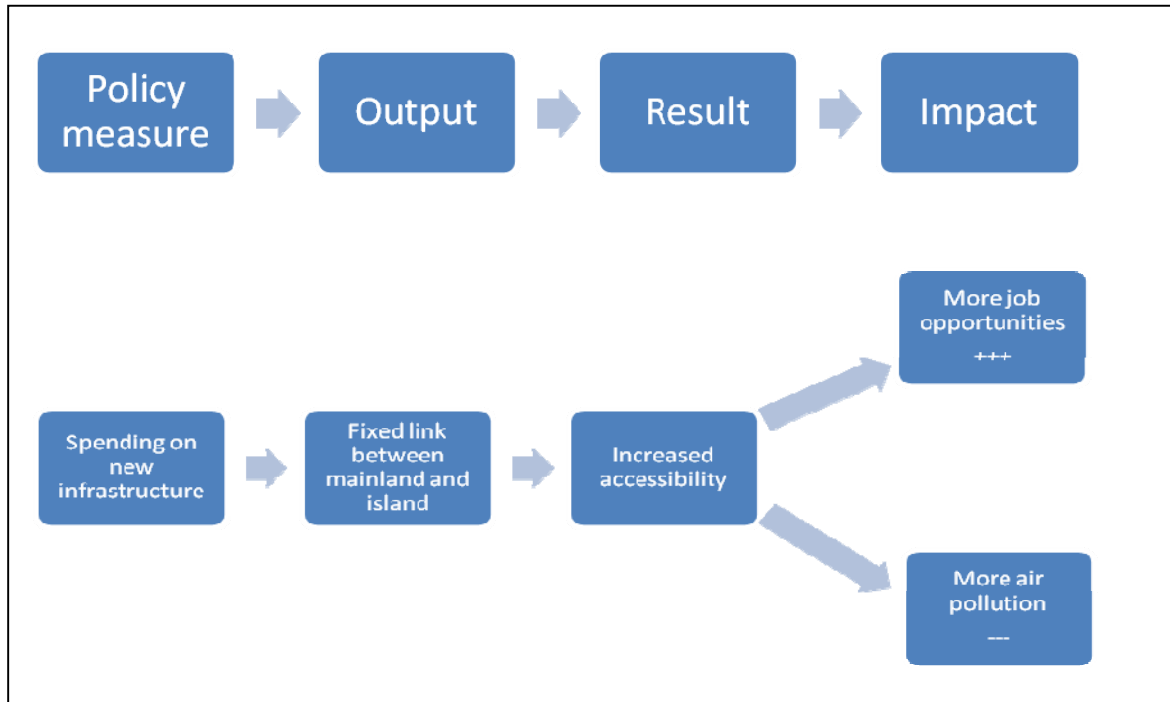 Policy
measure
Output
Result
Impact
More job
opportunities
+++
Spending on
new
infrastructure
Fixed link
between
mainland and
island
Increased
accessibility
More air
pollution
---